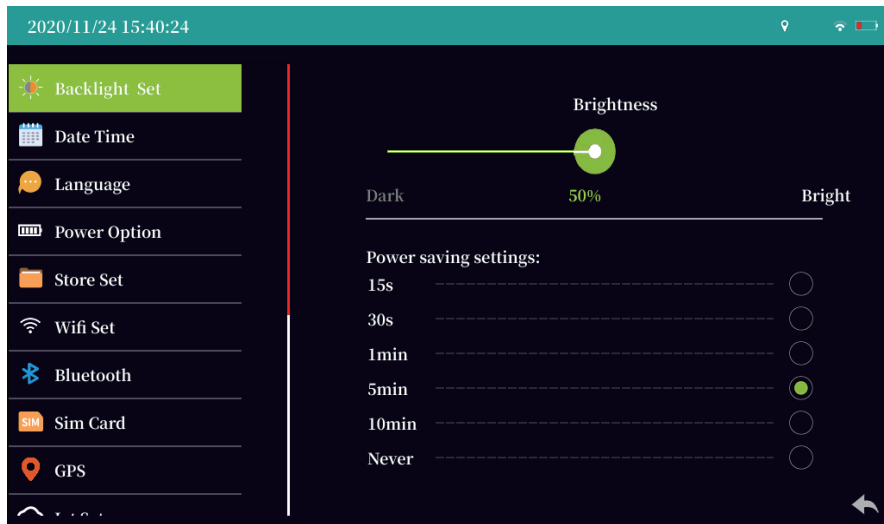 2020/11/24 15:40:24
Backlight Set
Date Time
Language
Power Option
Store Set
Wifi Set
Bluetooth
SIM Sim Card
GPS
Brightness
Dark 50% Bright
Power saving settings:
15s
30s
1min
5min
10min
Never